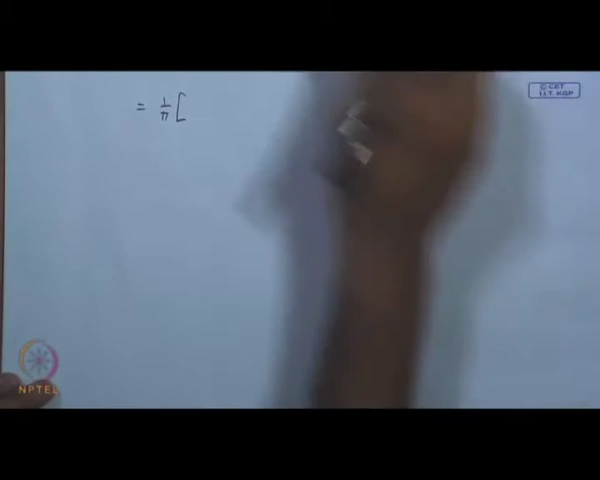 = 1/π [
© CET
I.I.T. KGP
NPTEL